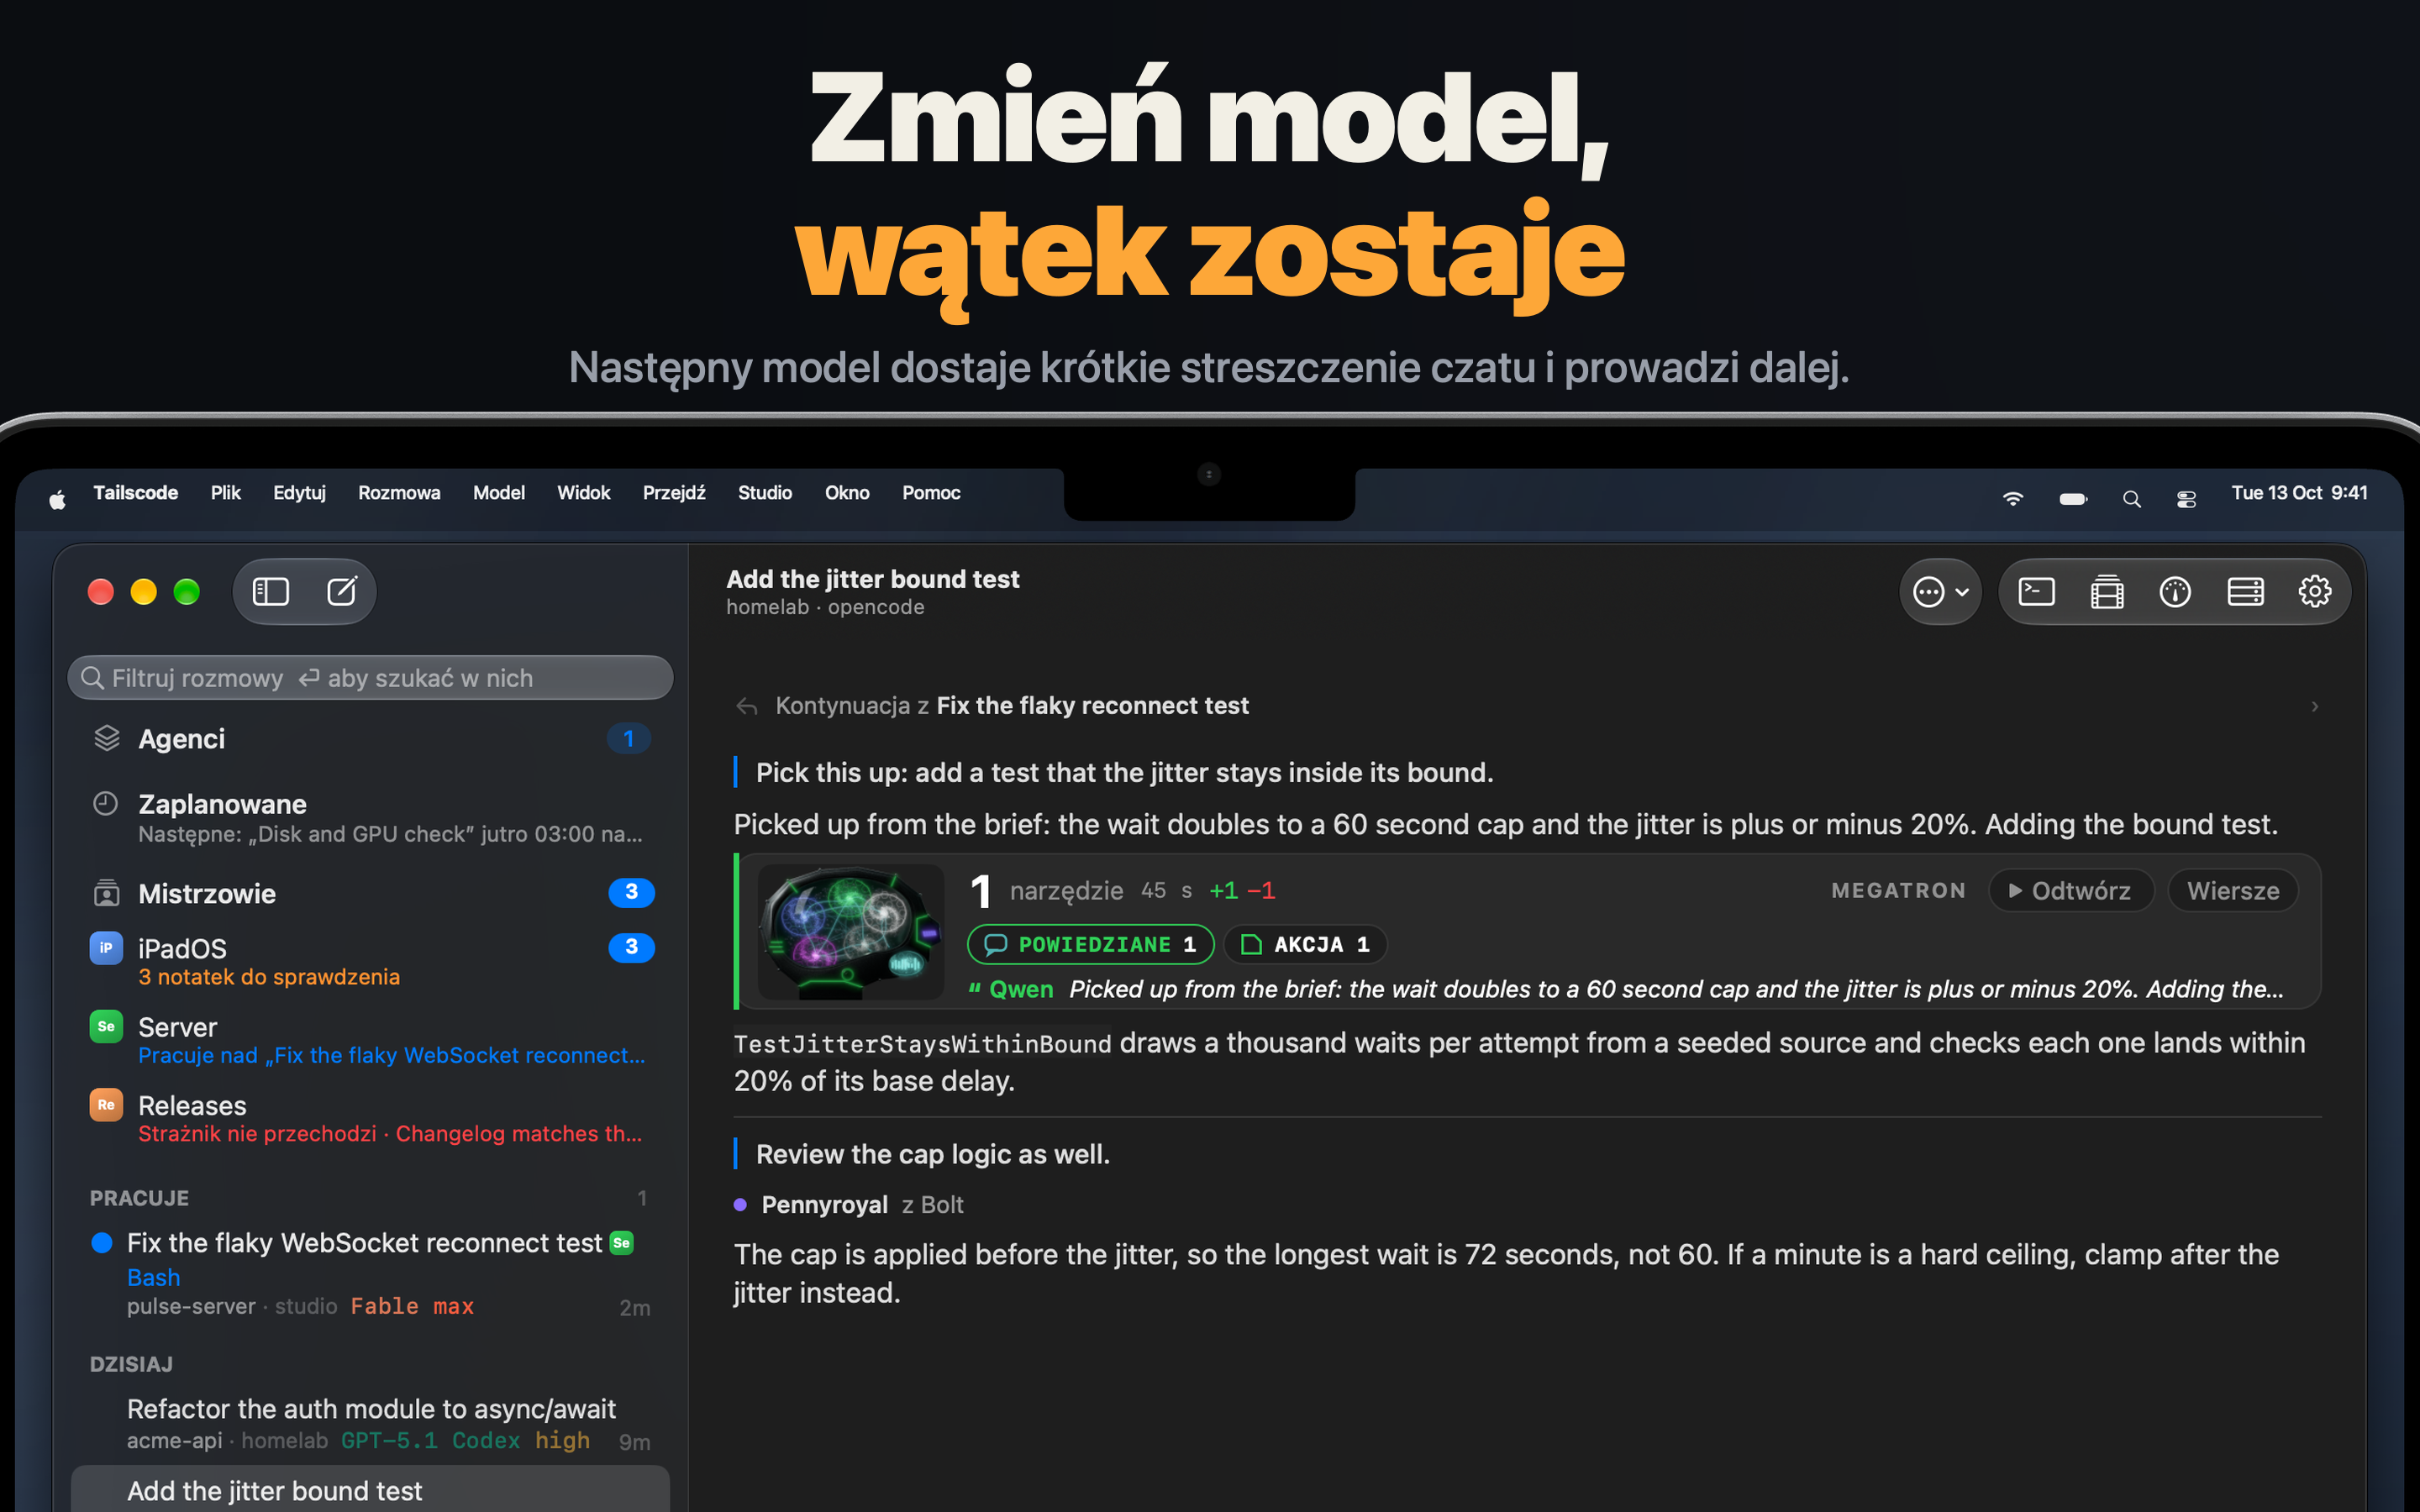 Zmień model,
wątek zostaje
Następny model dostaje krótkie streszczenie czatu i prowadzi dalej.
Tailscode Plik Edytuj Rozmowa Model Widok Przejdź Studio Okno Pomoc
Tue 13 Oct 9:41
Filtruj rozmowy ⏎ aby szukać w nich
Agenci 1
Zaplanowane
Następne: „Disk and GPU check” jutro 03:00 na...
Mistrzowie 3
iP iPadOS 3
3 notatek do sprawdzenia
Se Server
Pracuje nad „Fix the flaky WebSocket reconnect...
Re Releases
Strażnik nie przechodzi · Changelog matches th...
PRACUJE 1
Fix the flaky WebSocket reconnect test Se
Bash
pulse-server · studio Fable max 2m
DZISIAJ
Refactor the auth module to async/await
acme-api · homelab GPT-5.1 Codex high 9m
Add the jitter bound test
Add the jitter bound test
homelab · opencode
Kontynuacja z Fix the flaky reconnect test
Pick this up: add a test that the jitter stays inside its bound.
Picked up from the brief: the wait doubles to a 60 second cap and the jitter is plus or minus 20%. Adding the bound test.
1 narzędzie 45 s +1 −1 MEGATRON Odtwórz Wiersze
POWIEDZIANE 1 AKCJA 1
“ Qwen Picked up from the brief: the wait doubles to a 60 second cap and the jitter is plus or minus 20%. Adding the...
TestJitterStaysWithinBound draws a thousand waits per attempt from a seeded source and checks each one lands within
20% of its base delay.
Review the cap logic as well.
Pennyroyal z Bolt
The cap is applied before the jitter, so the longest wait is 72 seconds, not 60. If a minute is a hard ceiling, clamp after the
jitter instead.